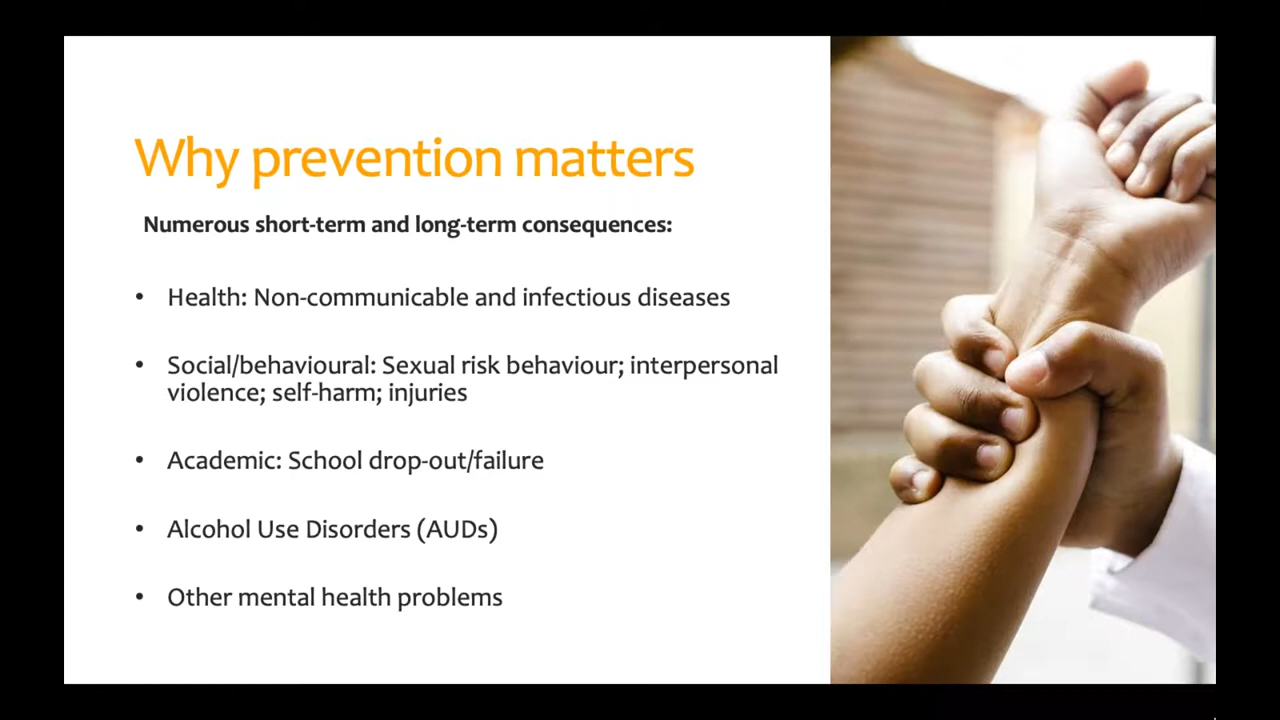 Why prevention matters
Numerous short-term and long-term consequences:
• Health: Non-communicable and infectious diseases
• Social/behavioural: Sexual risk behaviour; interpersonal
violence; self-harm; injuries
• Academic: School drop-out/failure
• Alcohol Use Disorders (AUDs)
• Other mental health problems